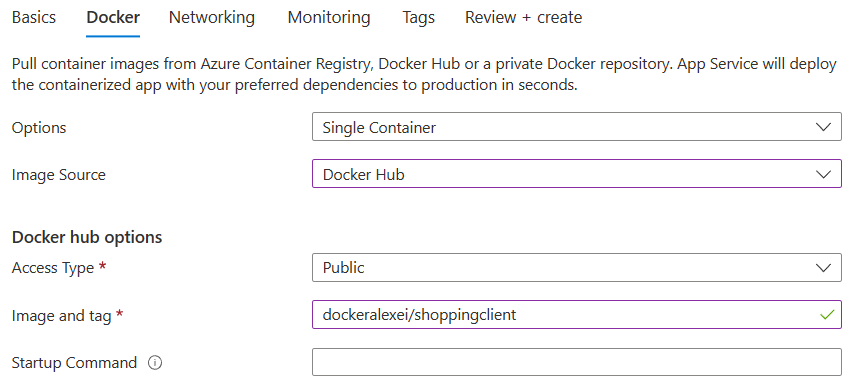 Basics Docker Networking Monitoring Tags Review + create
Pull container images from Azure Container Registry, Docker Hub or a private Docker repository. App Service will deploy
the containerized app with your preferred dependencies to production in seconds.
Options Single Container
Image Source Docker Hub
Docker hub options
Access Type * Public
Image and tag * dockeralexei/shoppingclient
Startup Command